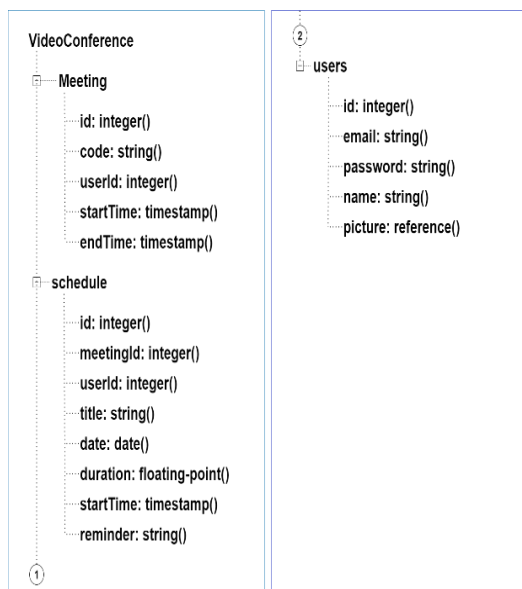 VideoConference
Meeting
id: integer()
code: string()
userId: integer()
startTime: timestamp()
endTime: timestamp()
schedule
id: integer()
meetingId: integer()
userId: integer()
title: string()
date: date()
duration: floating-point()
startTime: timestamp()
reminder: string()
1
2
users
id: integer()
email: string()
password: string()
name: string()
picture: reference()